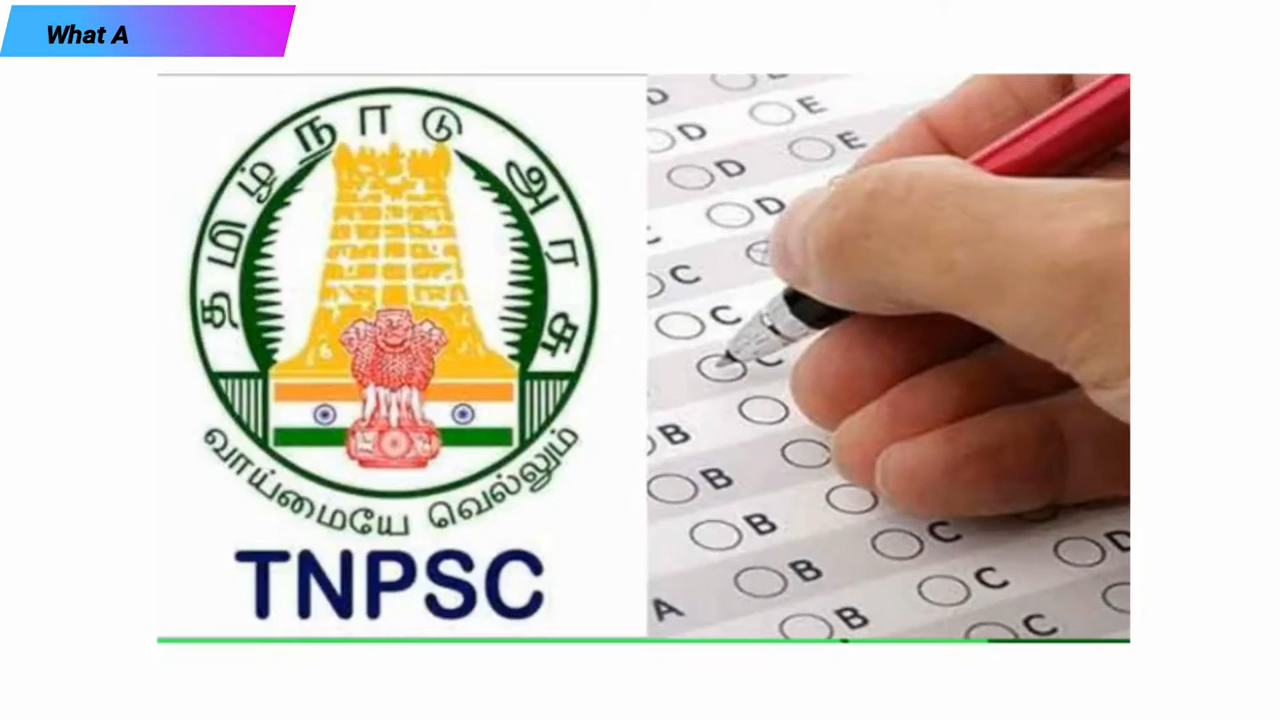 What A
தமிழ்நாடு அரசு
வாய்மையே வெல்லும்
TNPSC
D E
D E
D
C
C
C
B
B
B C D
B C
A B C